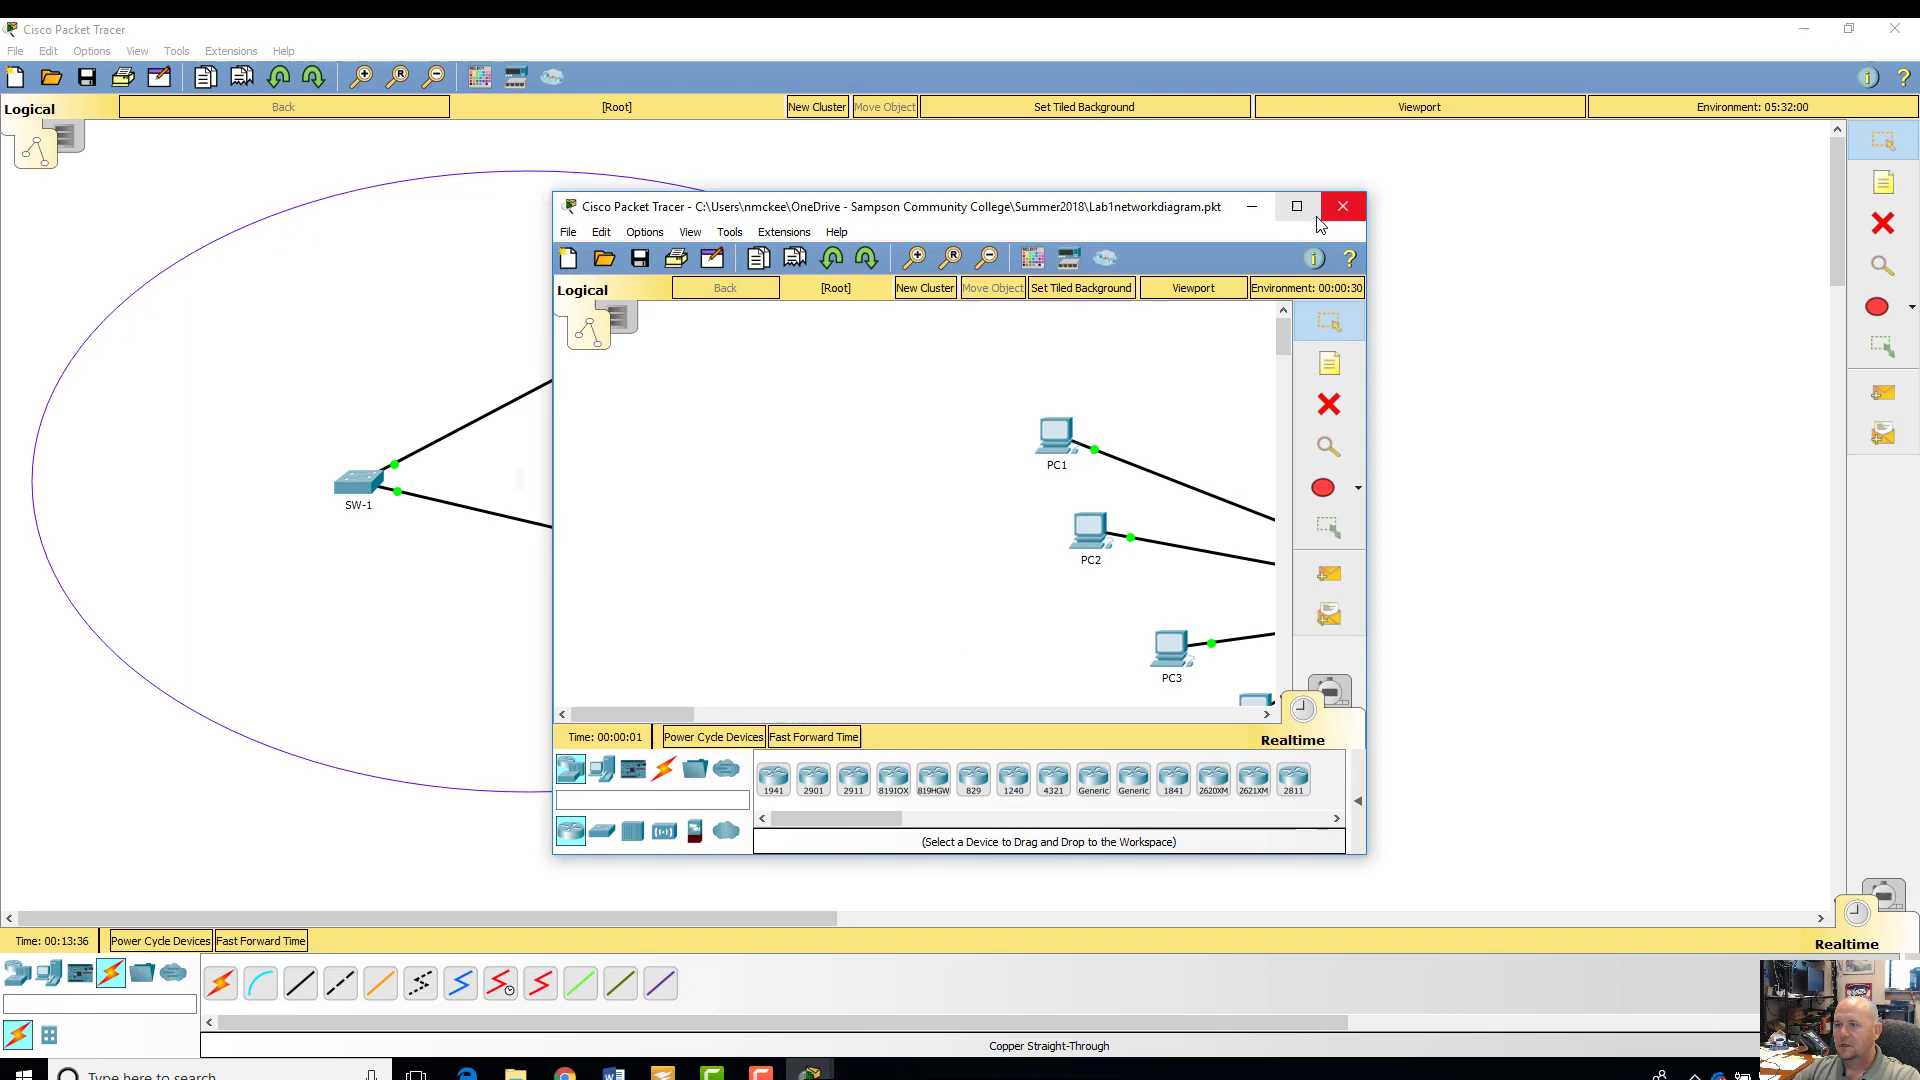 Cisco Packet Tracer
File Edit Options View Tools Extensions Help
Logical Back [Root] New Cluster Move Object Set Tiled Background Viewport Environment: 05:32:00
SW-1
Cisco Packet Tracer - C:\Users\nmckee\OneDrive - Sampson Community College\Summer2018\Lab1networkdiagram.pkt
File Edit Options View Tools Extensions Help
Logical Back [Root] New Cluster Move Object Set Tiled Background Viewport Environment: 00:00:30
PC1
PC2
PC3
Time: 00:00:01 Power Cycle Devices Fast Forward Time
Realtime
1941 2901 2911 819IOX 819HGW 829 1240 4321 Generic Generic 1841 2620XM 2621XM 2811
(Select a Device to Drag and Drop to the Workspace)
Time: 00:13:36 Power Cycle Devices Fast Forward Time
Realtime
Copper Straight-Through
Type here to search